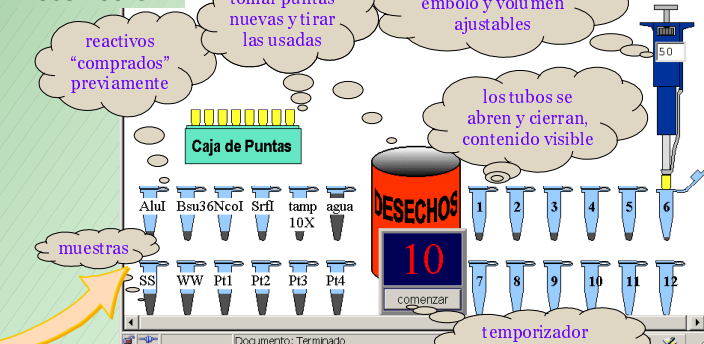 tomar puntas
nuevas y tirar
las usadas
émbolo y volumen
ajustables
reactivos
“comprados”
previamente
50
los tubos se
abren y cierran,
contenido visible
Caja de Puntas
DESECHOS
AluI Bsu36 NcoI SrfI tamp agua
10X
1 2 3 4 5 6
muestras
10
SS WW Pt1 Pt2 Pt3 Pt4
7 8 9 10 11 12
comenzar
temporizador
Documento: Terminado